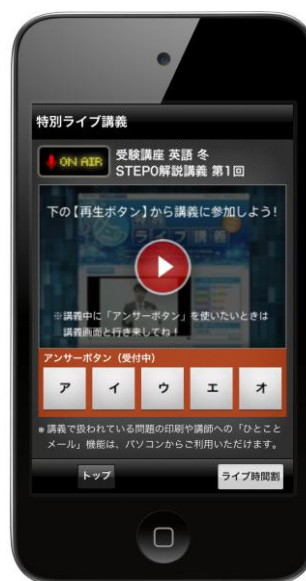 特別ライブ講義
ON AIR
受験講座 英語 冬
STEP0解説講義 第1回
下の【再生ボタン】から講義に参加しよう!
ライブ講義
※講義中に「アンサーボタン」を使いたいときは
講義画面と行き来してね!
アンサーボタン（受付中）
ア イ ウ エ オ
※講義で扱われている問題の印刷や講師への「ひとこと
メール」機能は、パソコンからご利用いただけます。
トップ
ライブ時間割